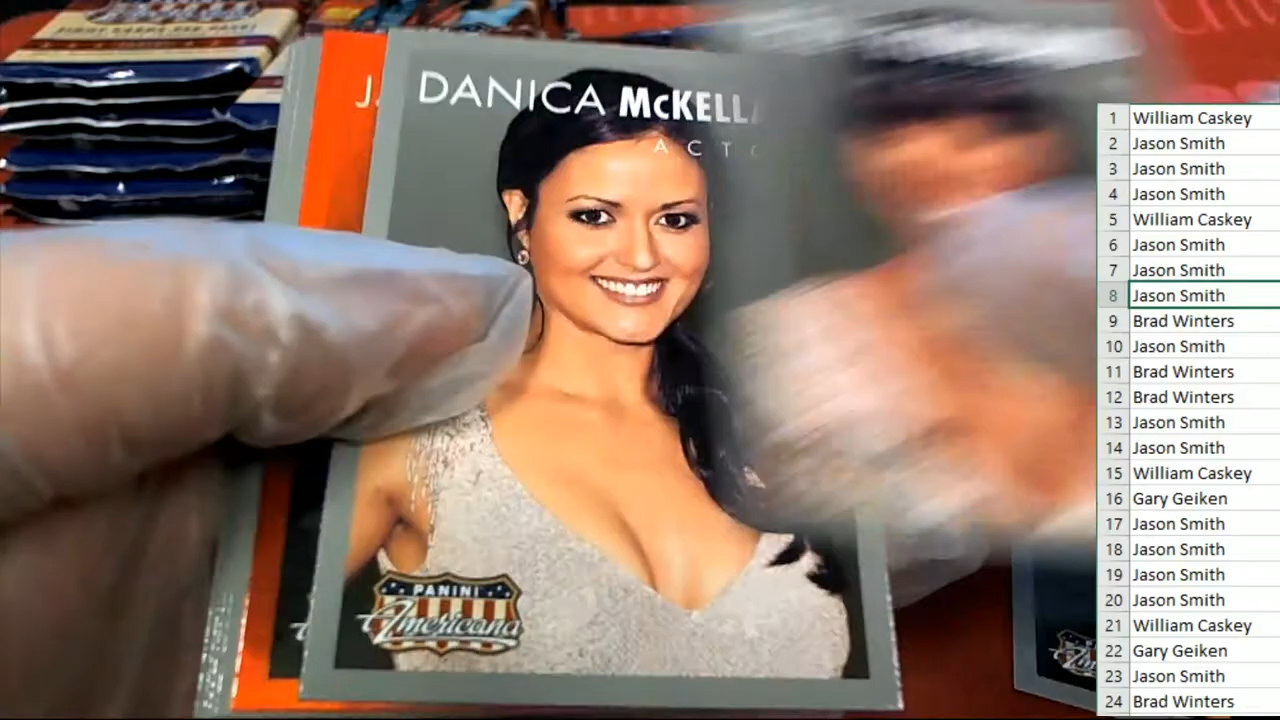 J.
DANICA McKELLA
ACTO
PANINI
Americana
1 William Caskey
2 Jason Smith
3 Jason Smith
4 Jason Smith
5 William Caskey
6 Jason Smith
7 Jason Smith
8 Jason Smith
9 Brad Winters
10 Jason Smith
11 Brad Winters
12 Brad Winters
13 Jason Smith
14 Jason Smith
15 William Caskey
16 Gary Geiken
17 Jason Smith
18 Jason Smith
19 Jason Smith
20 Jason Smith
21 William Caskey
22 Gary Geiken
23 Jason Smith
24 Brad Winters